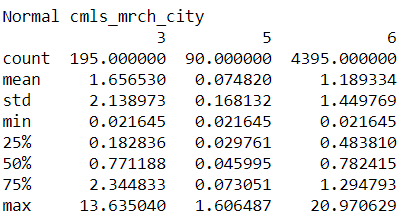 Normal cmls_mrch_city
3 5 6
count 195.000000 90.000000 4395.000000
mean 1.656530 0.074820 1.189334
std 2.138973 0.168132 1.449769
min 0.021645 0.021645 0.021645
25% 0.182836 0.029761 0.483810
50% 0.771188 0.045995 0.782415
75% 2.344833 0.073051 1.294793
max 13.635040 1.606487 20.970629